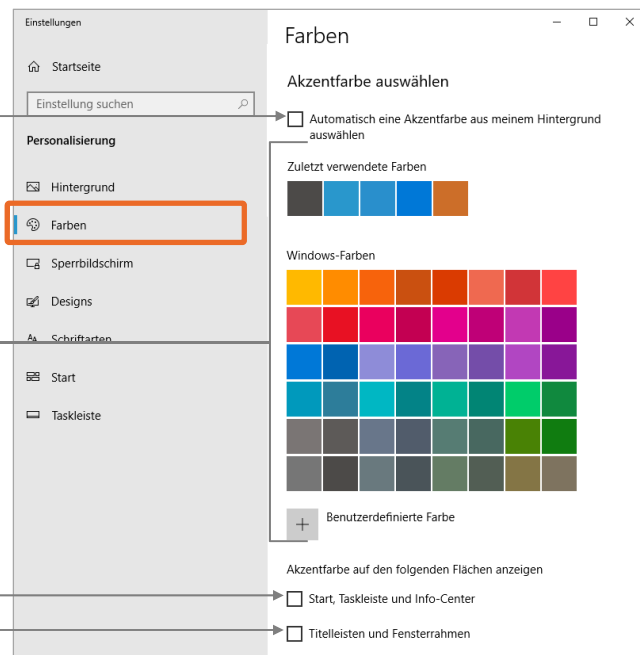 Einstellungen
Startseite
Einstellung suchen
Personalisierung
Hintergrund
Farben
Sperrbildschirm
Designs
Schriftarten
Start
Taskleiste
Farben
Akzentfarbe auswählen
Automatisch eine Akzentfarbe aus meinem Hintergrund
auswählen
Zuletzt verwendete Farben
Windows-Farben
Benutzerdefinierte Farbe
Akzentfarbe auf den folgenden Flächen anzeigen
Start, Taskleiste und Info-Center
Titelleisten und Fensterrahmen